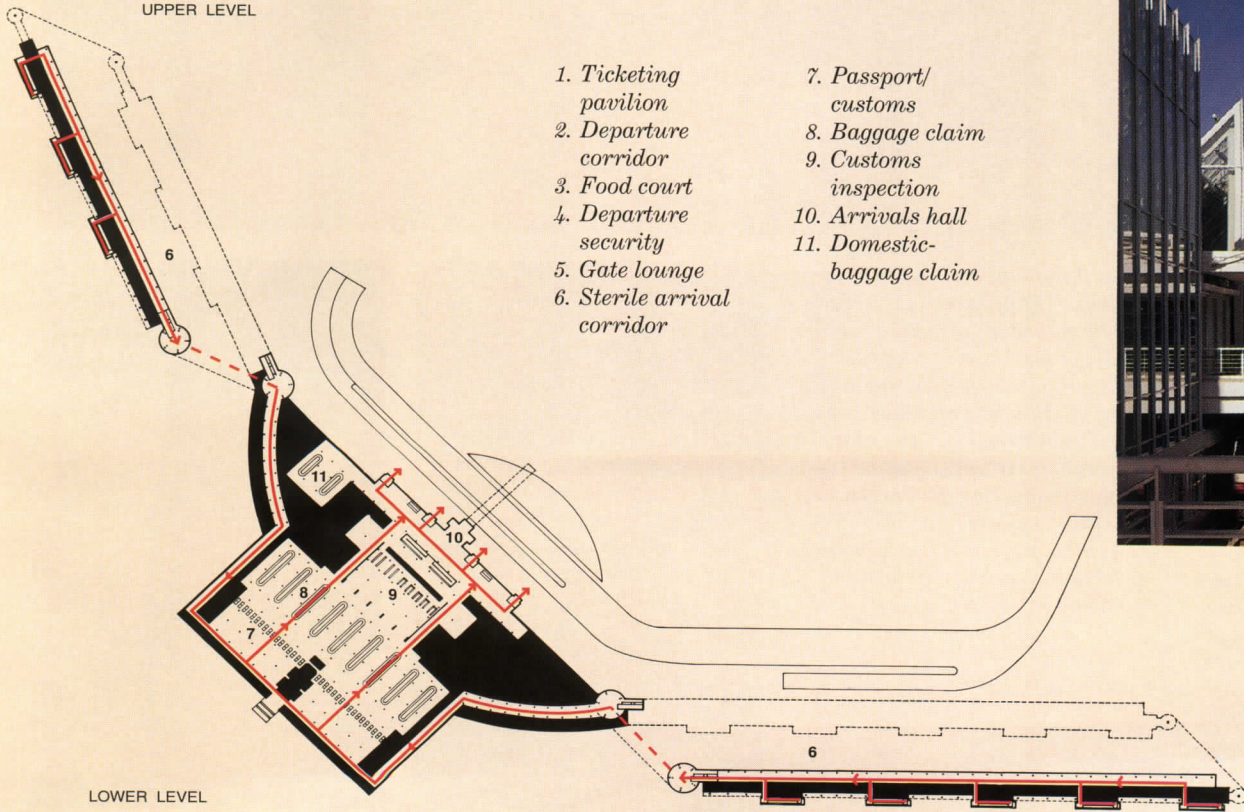 UPPER LEVEL
1. Ticketing
pavilion
2. Departure
corridor
3. Food court
4. Departure
security
5. Gate lounge
6. Sterile arrival
corridor
7. Passport/
customs
8. Baggage claim
9. Customs
inspection
10. Arrivals hall
11. Domestic-
baggage claim
6
11
10
8
9
7
6
LOWER LEVEL